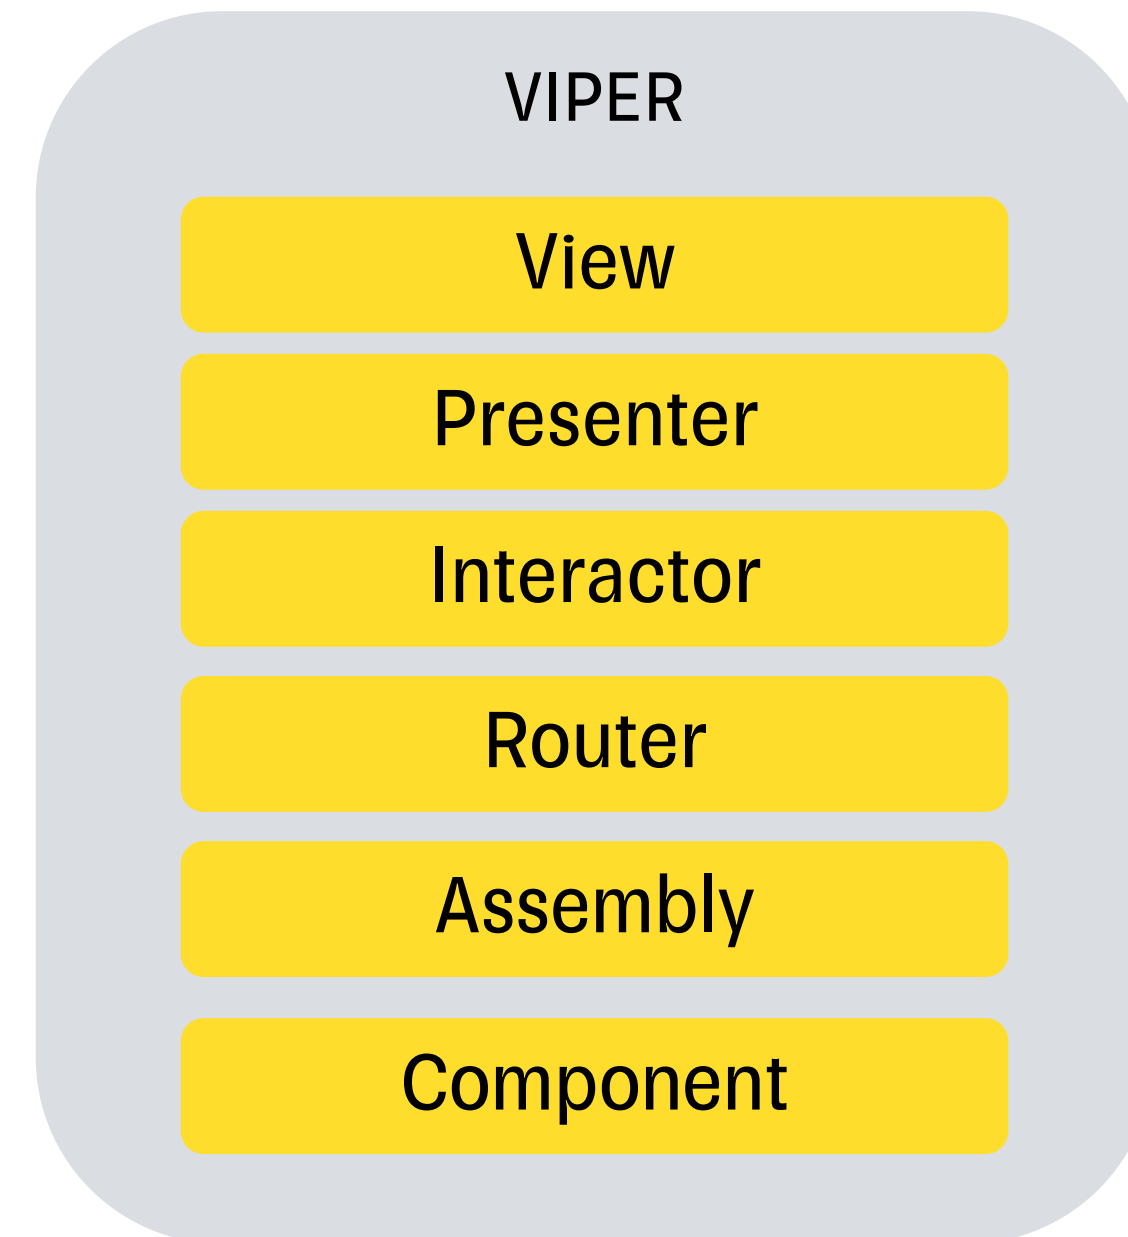 VIPER
View
Presenter
Interactor
Router
Assembly
Component